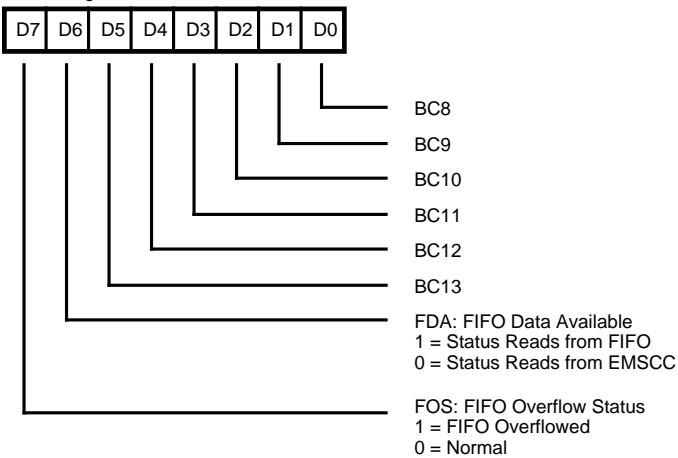 D7 D6 D5 D4 D3 D2 D1 D0
BC8
BC9
BC10
BC11
BC12
BC13
FDA: FIFO Data Available
1 = Status Reads from FIFO
0 = Status Reads from EMSCC
FOS: FIFO Overflow Status
1 = FIFO Overflowed
0 = Normal